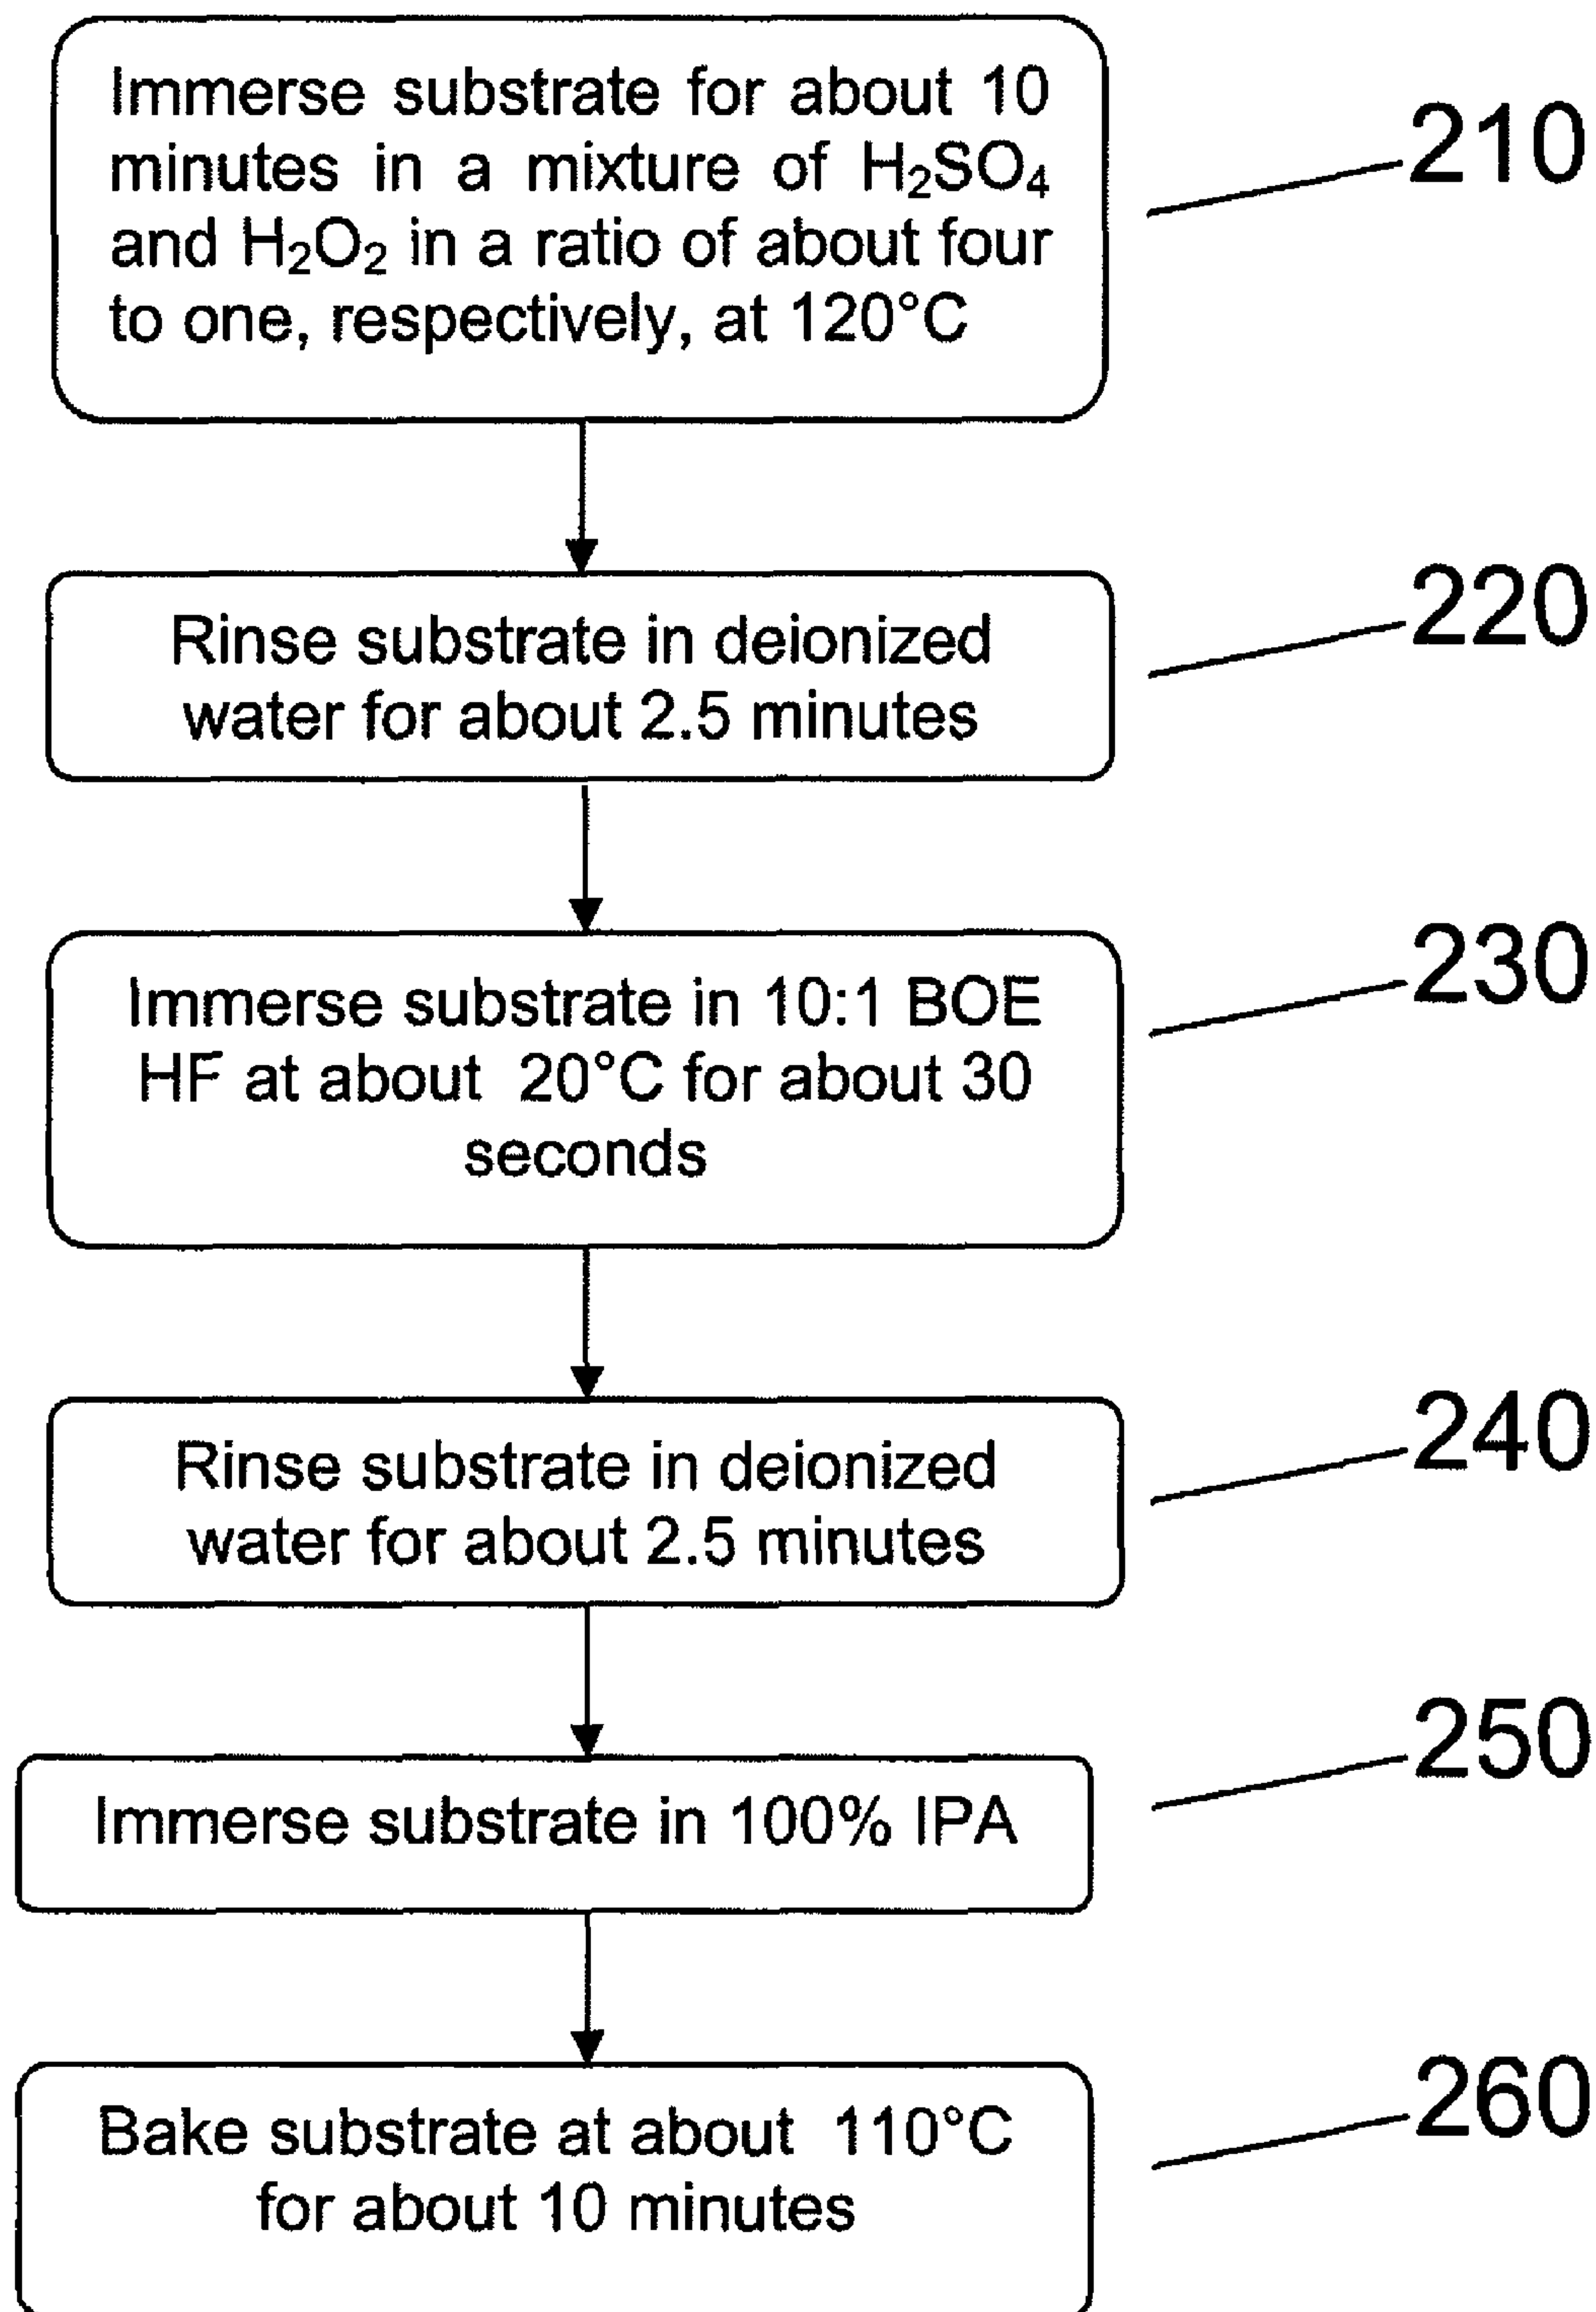 Immerse substrate for about 10
minutes in a mixture of H₂SO₄
and H₂O₂ in a ratio of about four
to one, respectively, at 120°C
210
Rinse substrate in deionized
water for about 2.5 minutes
220
Immerse substrate in 10:1 BOE
HF at about 20°C for about 30
seconds
230
Rinse substrate in deionized
water for about 2.5 minutes
240
Immerse substrate in 100% IPA
250
Bake substrate at about 110°C
for about 10 minutes
260